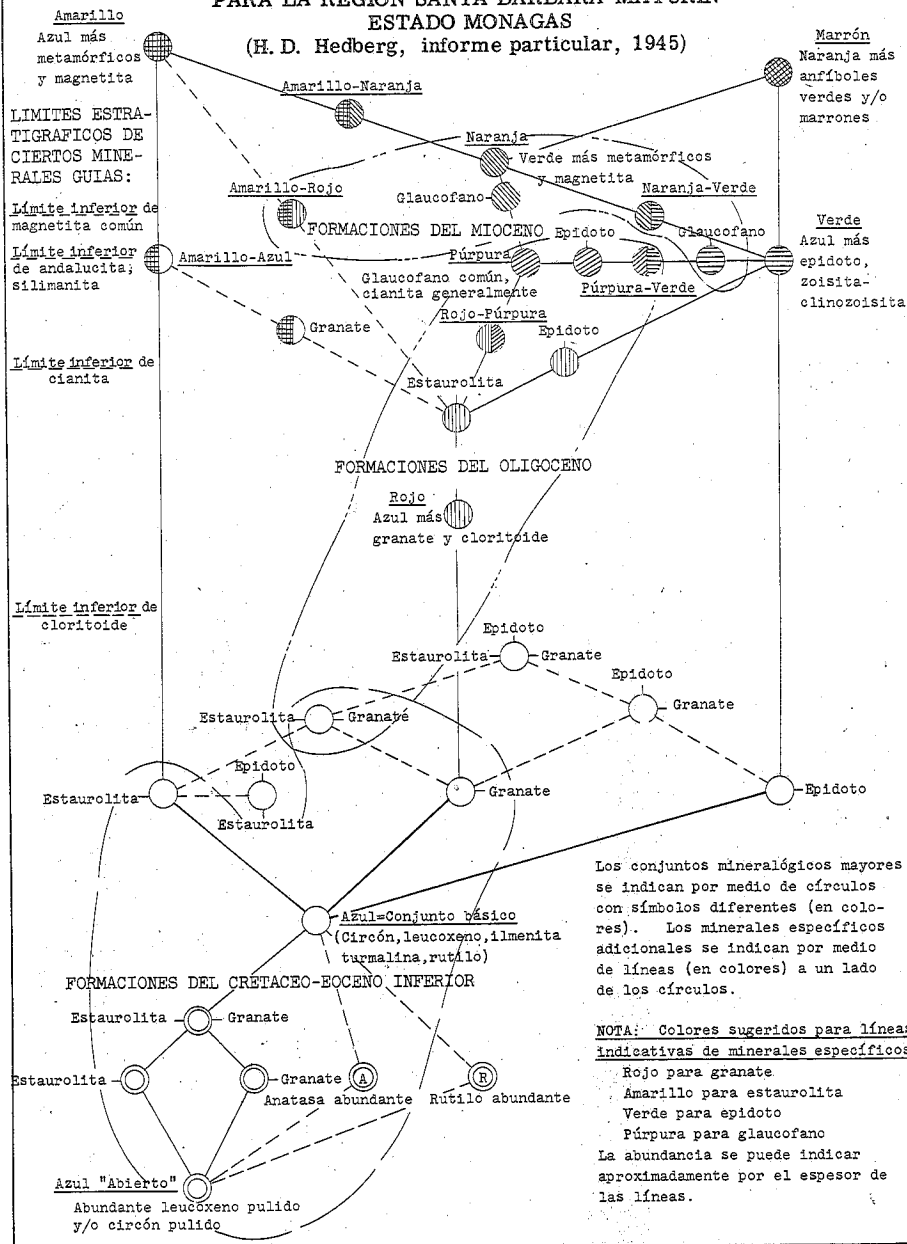 PARA LA REGION SANTA BARBARA-MATURIN
ESTADO MONAGAS
(H. D. Hedberg, informe particular, 1945)
Amarillo
Azul más
metamórficos
y magnetita
Marrón
Naranja más
anfíboles
verdes y/o
marrones
Amarillo-Naranja
LIMITES ESTRA-
TIGRAFICOS DE
CIERTOS MINE-
RALES GUIAS:
Naranja
Verde más metamórficos
y magnetita
Amarillo-Rojo
Glaucofano
Naranja-Verde
Límite inferior de
magnetita común
FORMACIONES DEL MIOCENO
Epidoto
Glaucofano
Verde
Azul más
epidoto,
zoisita-
clinozoisita
Límite inferior
de andalucita;
silimanita
Amarillo-Azul
Púrpura
Glaucofano común,
cianita generalmente
Púrpura-Verde
Rojo-Púrpura
Granate
Epidoto
Límite inferior de
cianita
Estaurolita
FORMACIONES DEL OLIGOCENO
Rojo
Azul más
granate y cloritoide
Límite inferior de
cloritoide
Epidoto
Estaurolita
Granate
Epidoto
Granate
Estaurolita
Granate
Epidoto
Estaurolita
Estaurolita
Granate
Epidoto
Azul=Conjunto básico
(Circón,leucoxeno,ilmenita
turmalina,rutilo)
Los conjuntos mineralógicos mayores
se indican por medio de círculos
con símbolos diferentes (en colo-
res). Los minerales específicos
adicionales se indican por medio
de líneas (en colores) a un lado
de los círculos.
FORMACIONES DEL CRETACEO-EOCENO INFERIOR
Estaurolita
Granate
Estaurolita
Granate
A
Anatasa abundante
R
Rutilo abundante
NOTA: Colores sugeridos para líneas
indicativas de minerales específicos
Rojo para granate
Amarillo para estaurolita
Verde para epidoto
Púrpura para glaucofano
La abundancia se puede indicar
aproximadamente por el espesor de
las líneas.
Azul "Abierto"
Abundante leucoxeno pulido
y/o circón pulido